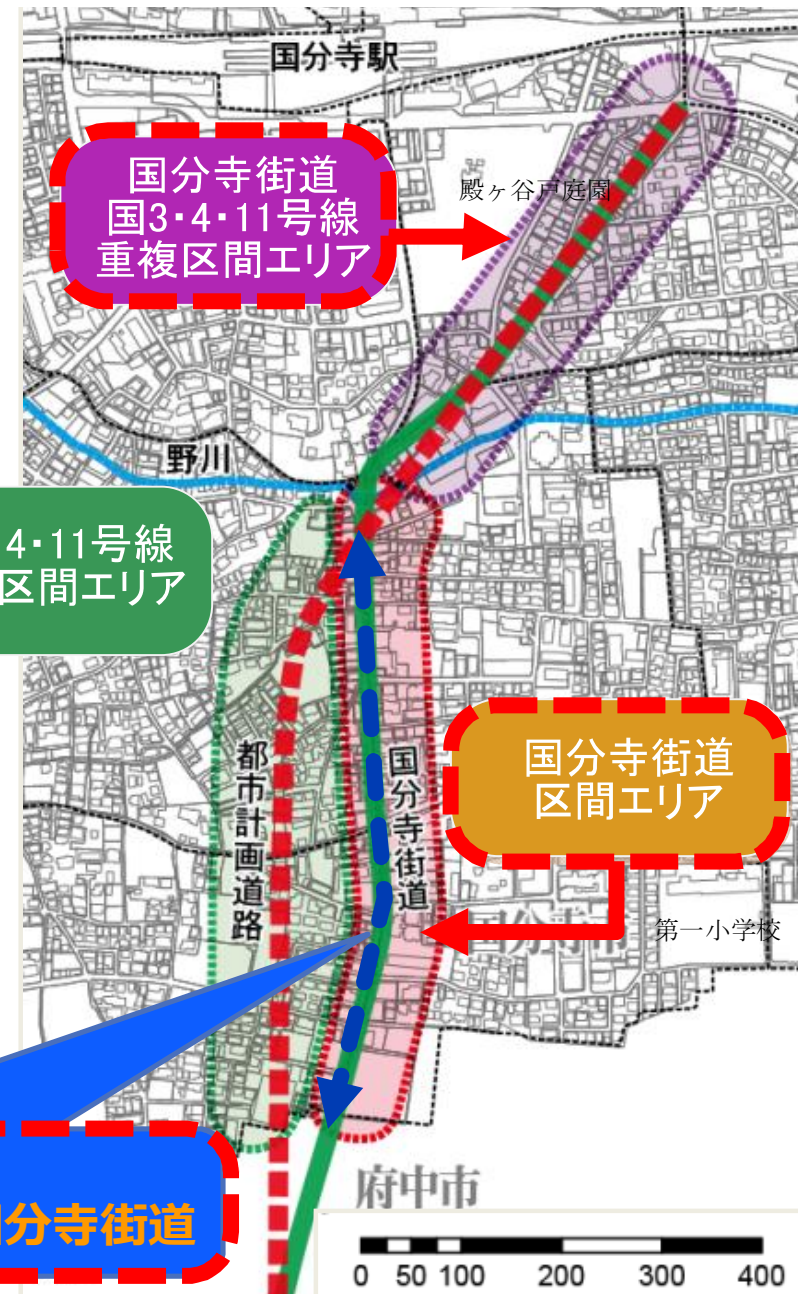 国分寺駅
国分寺街道
国3・4・11号線
重複区間エリア
殿ヶ谷戸庭園
野川
4・11号線
区間エリア
都市計画道路
国分寺街道
国分寺街道
区間エリア
国分寺市
第一小学校
分寺街道
府中市
0 50 100 200 300 400